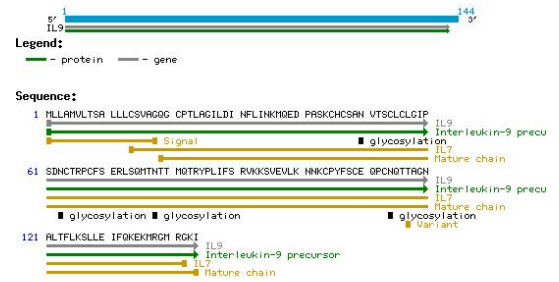 1 144
5' 3'
IL9
Legend:
- protein - gene
Sequence:
1 MLLAMVLTSA LLLCSVAGQG CPTLAGILDI NFLINKMQED PASKCHCSAN VTSCLCLGIP
IL9
Interleukin-9 precu
Signal glycosylation
IL7
Mature chain
61 SDNCTRPCFS ERLSQMTNTT MQTRYPLIFS RVKKSVEVLK NNKCPYFSCE QPCNQTTAGN
IL9
Interleukin-9 precu
IL7
Mature chain
glycosylation glycosylation glycosylation
Variant
121 ALTFLKSLLE IFQKEKMRGM RGKI
IL9
Interleukin-9 precursor
IL7
Mature chain